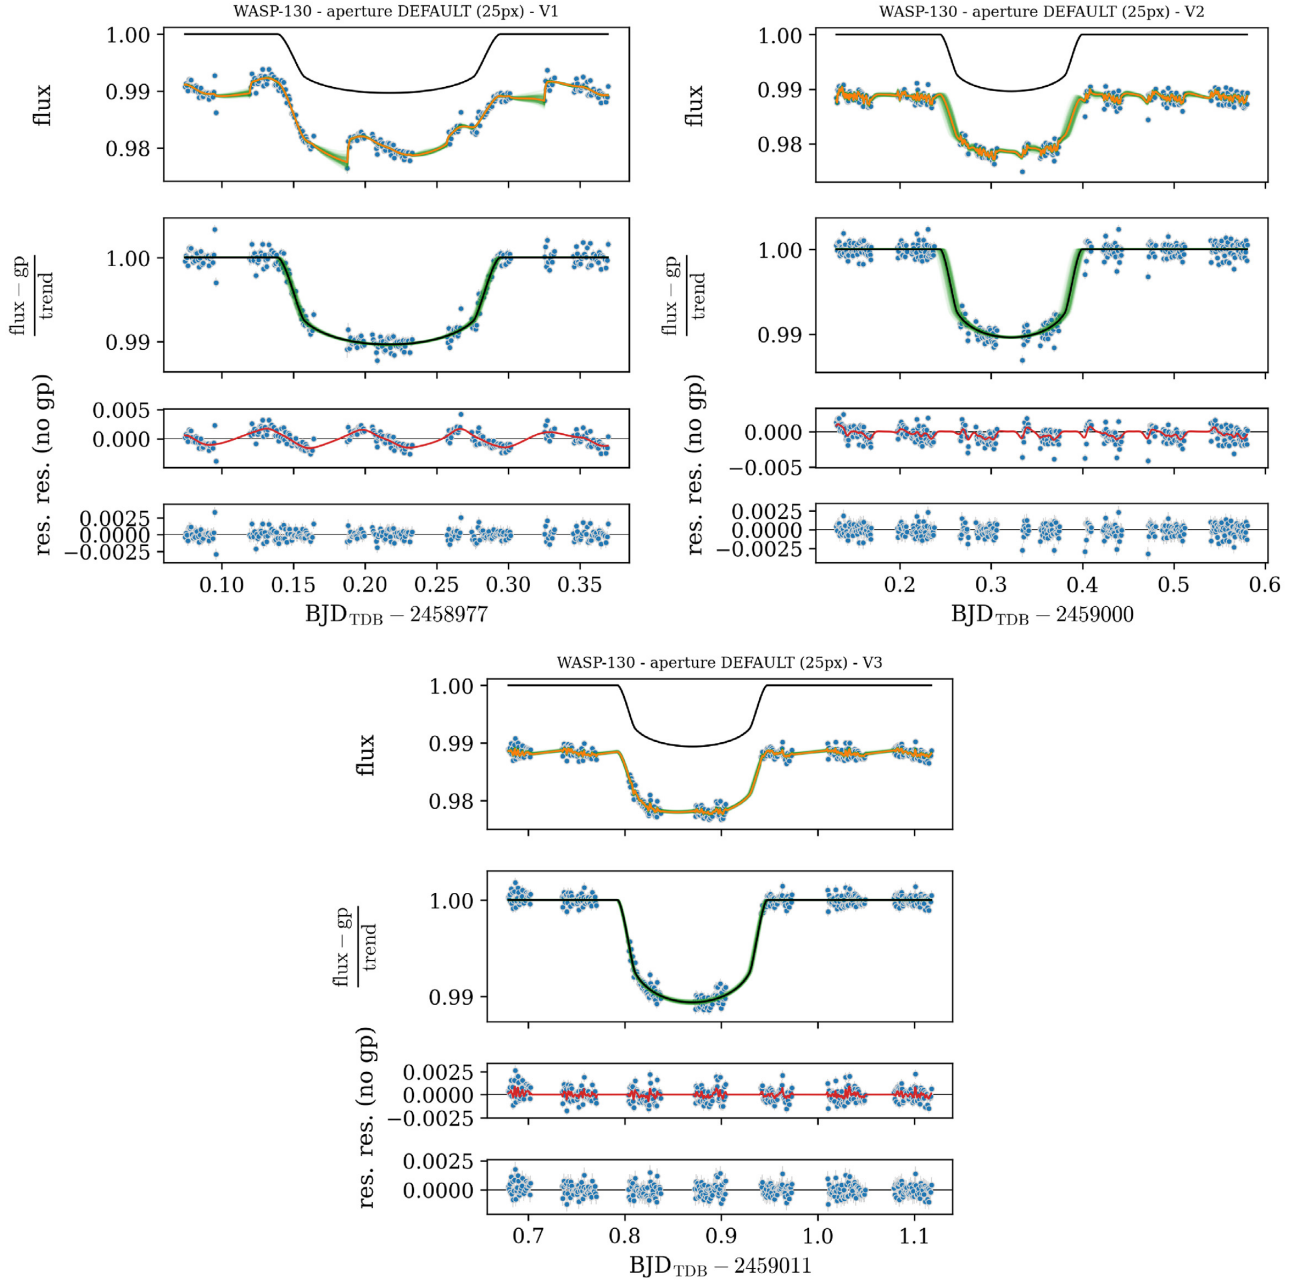 WASP-130 - aperture DEFAULT (25px) - V1
1.00
0.99
0.98
flux
1.00
0.99
flux − gp
trend
0.005
0.000
res. (no gp)
0.0025
0.0000
−0.0025
res.
0.10 0.15 0.20 0.25 0.30 0.35
BJD_TDB − 2458977
WASP-130 - aperture DEFAULT (25px) - V2
1.00
0.99
0.98
flux
1.00
0.99
flux − gp
trend
0.000
−0.005
res. (no gp)
0.0025
0.0000
−0.0025
res.
0.2 0.3 0.4 0.5 0.6
BJD_TDB − 2459000
WASP-130 - aperture DEFAULT (25px) - V3
1.00
0.99
0.98
flux
1.00
0.99
flux − gp
trend
0.0025
0.0000
−0.0025
res. (no gp)
0.0025
0.0000
res.
0.7 0.8 0.9 1.0 1.1
BJD_TDB − 2459011